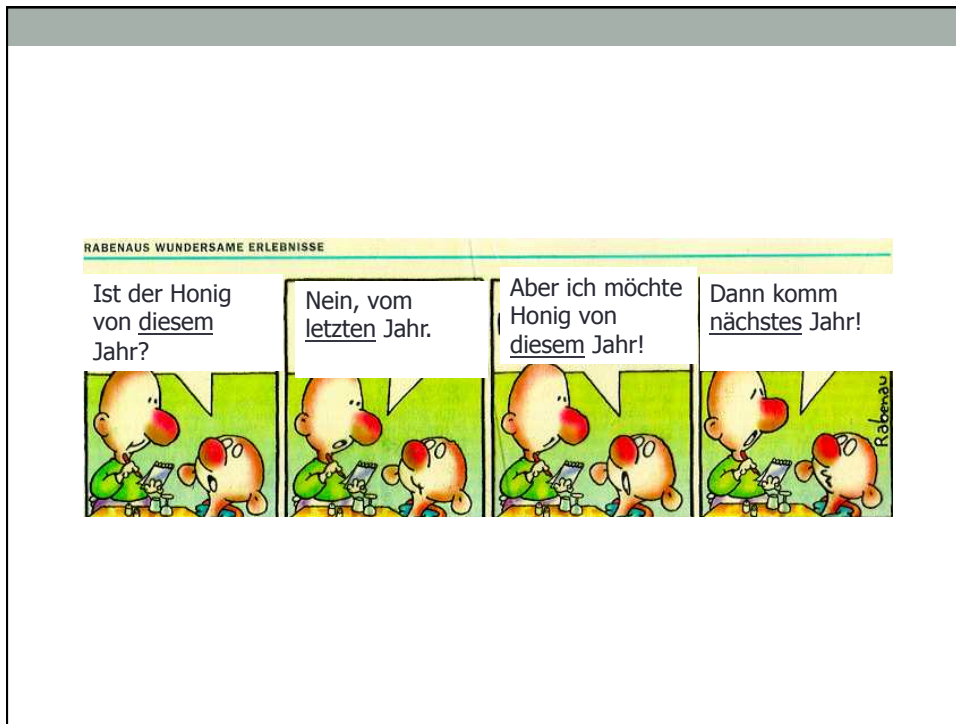 RABENAUS WUNDERSAME ERLEBNISSE
Ist der Honig
von diesem
Jahr?
Nein, vom
letzten Jahr.
Aber ich möchte
Honig von
diesem Jahr!
Dann komm
nächstes Jahr!
Rabenau